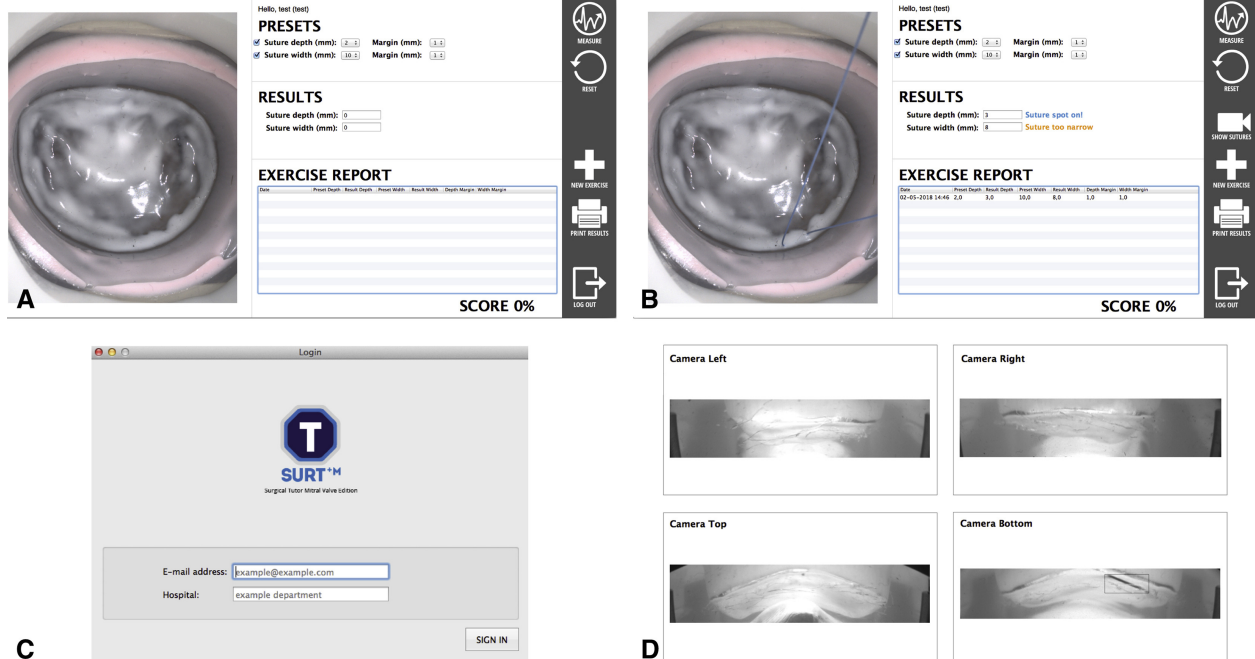 Hello, test (test)
PRESETS
Suture depth (mm): 2 Margin (mm): 1
Suture width (mm): 10 Margin (mm): 1
RESULTS
Suture depth (mm): 0
Suture width (mm): 0
EXERCISE REPORT
Date Preset Depth Result Depth Preset Width Result Width Depth Margin Width Margin
SCORE 0%
MEASURE
RESET
NEW EXERCISE
PRINT RESULTS
LOG OUT
A
Hello, test (test)
PRESETS
Suture depth (mm): 2 Margin (mm): 1
Suture width (mm): 10 Margin (mm): 1
RESULTS
Suture depth (mm): 3 Suture spot on!
Suture width (mm): 8 Suture too narrow
EXERCISE REPORT
Date Preset Depth Result Depth Preset Width Result Width Depth Margin Width Margin
02-05-2018 14:46 2,0 3,0 10,0 8,0 1,0 1,0
SCORE 0%
MEASURE
RESET
SHOW SUTURES
NEW EXERCISE
PRINT RESULTS
LOG OUT
B
Login
T
SURT+M
Surgical Tutor Mitral Valve Edition
E-mail address: example@example.com
Hospital: example department
SIGN IN
C
Camera Left
Camera Right
Camera Top
Camera Bottom
D